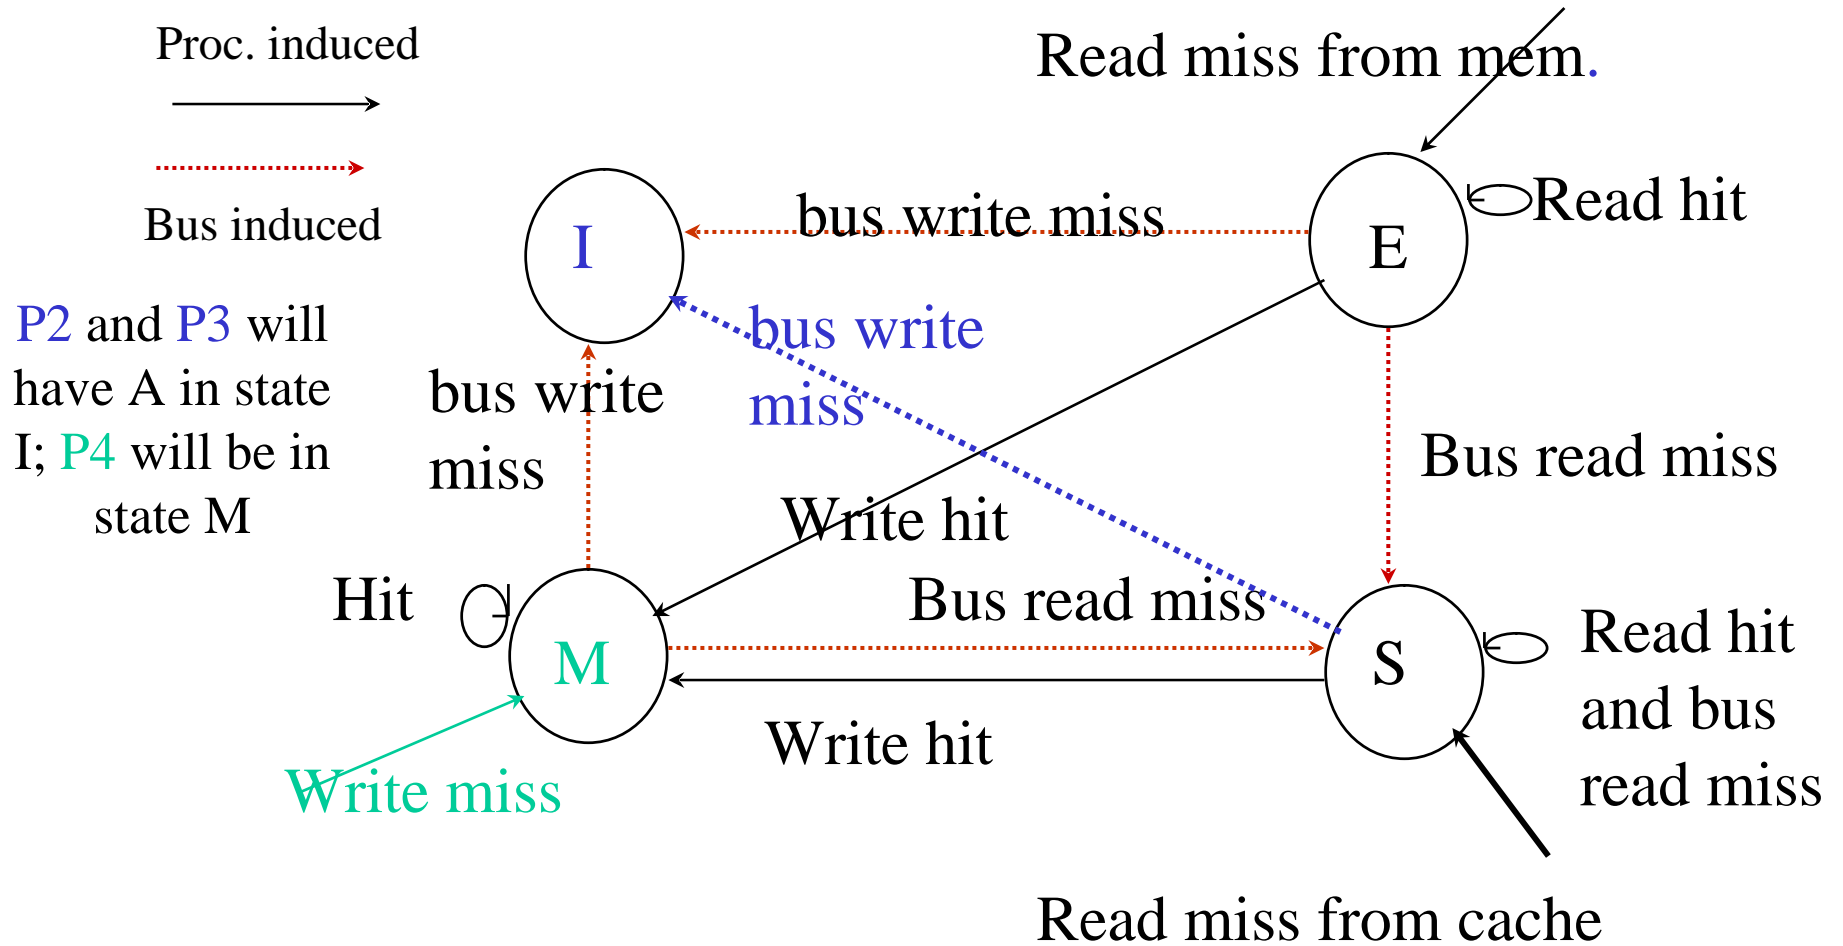 Proc. induced
Read miss from mem.
Bus induced
bus write miss
Read hit
I
E
P2 and P3 will
have A in state
I; P4 will be in
state M
bus write
miss
bus write
miss
Bus read miss
Write hit
Hit
Bus read miss
M
S
Read hit
and bus
read miss
Write hit
Write miss
Read miss from cache